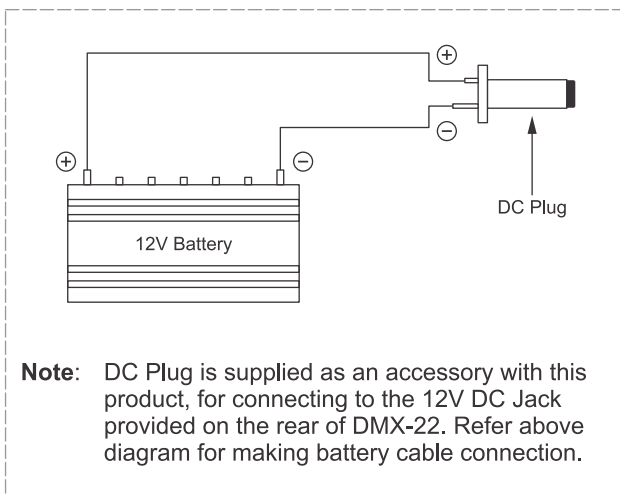 ⊕
⊖
⊕ ⊖
DC Plug
12V Battery
Note: DC Plug is supplied as an accessory with this
product, for connecting to the 12V DC Jack
provided on the rear of DMX-22. Refer above
diagram for making battery cable connection.